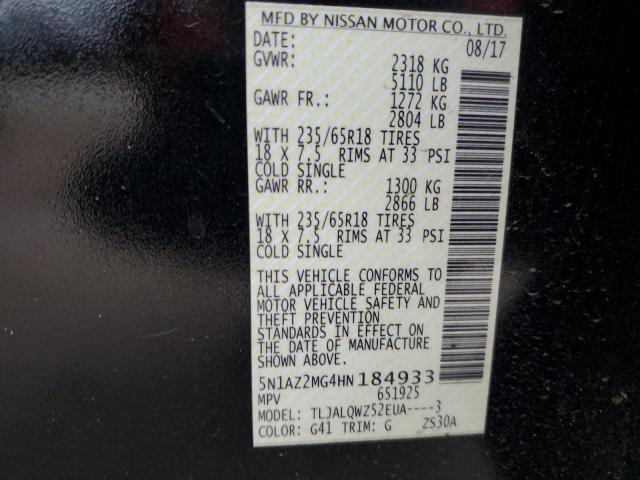 MFD BY NISSAN MOTOR CO., LTD.
DATE: 08/17
GVWR: 2318 KG
5110 LB
GAWR FR.: 1272 KG
2804 LB
WITH 235/65R18 TIRES
18 X 7.5 RIMS AT 33 PSI
COLD SINGLE
GAWR RR.: 1300 KG
2866 LB
WITH 235/65R18 TIRES
18 X 7.5 RIMS AT 33 PSI
COLD SINGLE
THIS VEHICLE CONFORMS TO
ALL APPLICABLE FEDERAL
MOTOR VEHICLE SAFETY AND
THEFT PREVENTION
STANDARDS IN EFFECT ON
THE DATE OF MANUFACTURE
SHOWN ABOVE.
5N1AZ2MG4HN184933
MPV 651925
MODEL: TLJALQWZ52EUA----3
COLOR: G41 TRIM: G ZS30A